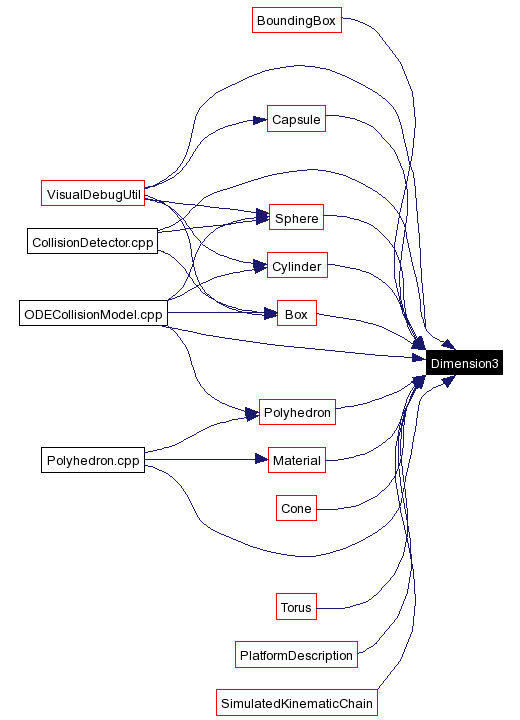 BoundingBox
Capsule
VisualDebugUtil
Sphere
CollisionDetector.cpp
Cylinder
ODECollisionModel.cpp
Box
Dimension3
Polyhedron
Polyhedron.cpp
Material
Cone
Torus
PlatformDescription
SimulatedKinematicChain